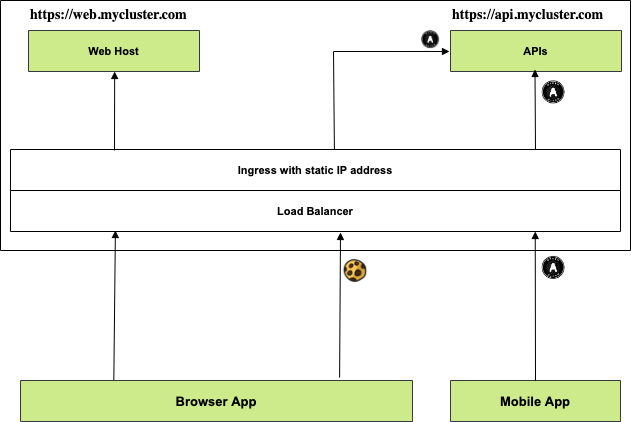 https://web.mycluster.com
https://api.mycluster.com
Web Host
APIs
A
A
Ingress with static IP address
Load Balancer
A
Browser App
Mobile App